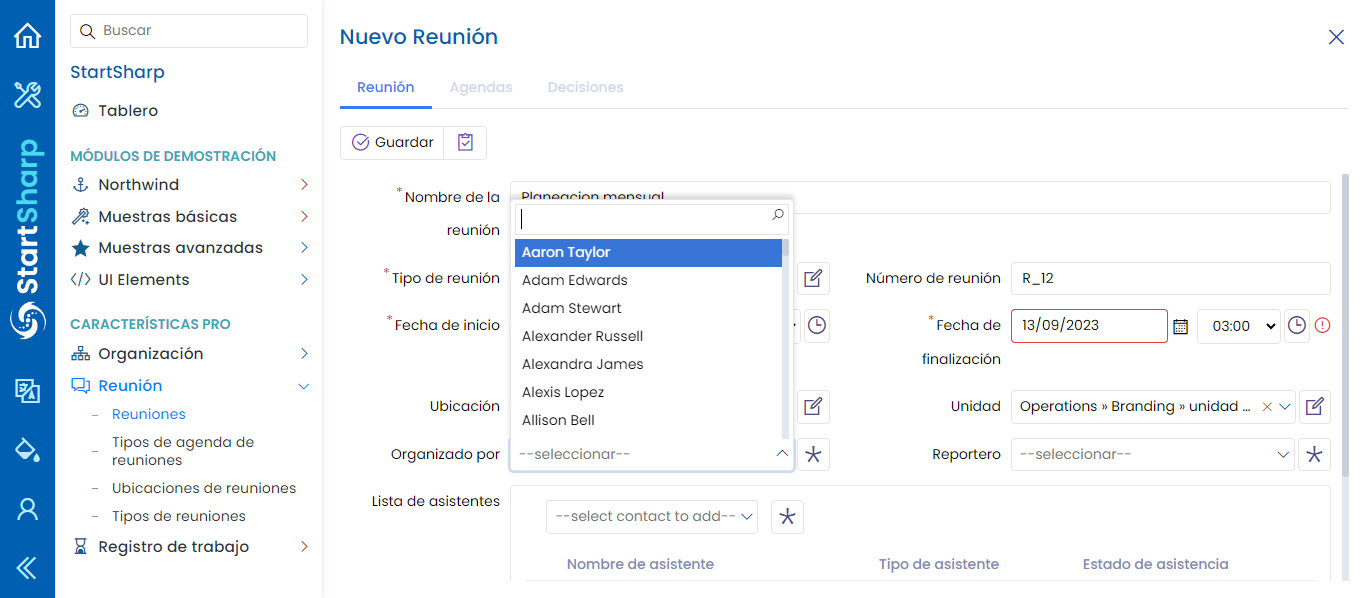 StartSharp
Buscar
StartSharp
Tablero
MÓDULOS DE DEMOSTRACIÓN
Northwind
Muestras básicas
Muestras avanzadas
UI Elements
CARACTERÍSTICAS PRO
Organización
Reunión
Reuniones
Tipos de agenda de
reuniones
Ubicaciones de reuniones
Tipos de reuniones
Registro de trabajo
Nuevo Reunión
Reunión Agendas Decisiones
Guardar
*Nombre de la
reunión
Planeacion mensual
Aaron Taylor
Adam Edwards
Adam Stewart
Alexander Russell
Alexandra James
Alexis Lopez
Allison Bell
*Tipo de reunión
Número de reunión R_12
*Fecha de inicio
*Fecha de
finalización
13/09/2023 03:00
Ubicación
Unidad Operations » Branding » unidad ...
Organizado por --seleccionar--
Reportero --seleccionar--
Lista de asistentes
--select contact to add--
Nombre de asistente Tipo de asistente Estado de asistencia